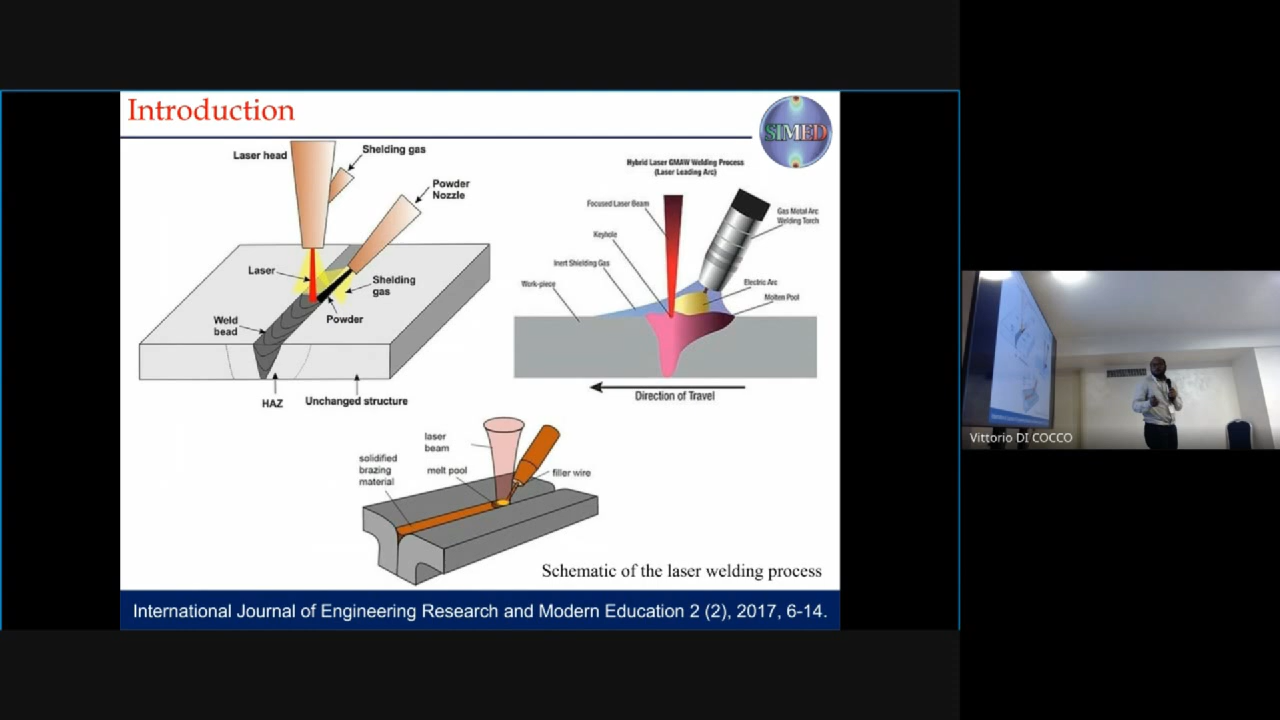 Introduction
SIMED
Laser head
Shelding gas
Powder
Nozzle
Laser
Shelding
gas
Powder
Weld
bead
HAZ
Unchanged structure
Hybrid Laser GMAW Welding Process
(Laser Leading Arc)
Focused Laser Beam
Gas Metal Arc
Welding Torch
Keyhole
Inert Shielding Gas
Work-piece
Electric Arc
Molten Pool
Direction of Travel
laser
beam
solidified
brazing
material
melt pool
filler wire
Schematic of the laser welding process
International Journal of Engineering Research and Modern Education 2 (2), 2017, 6-14.
Vittorio DI COCCO